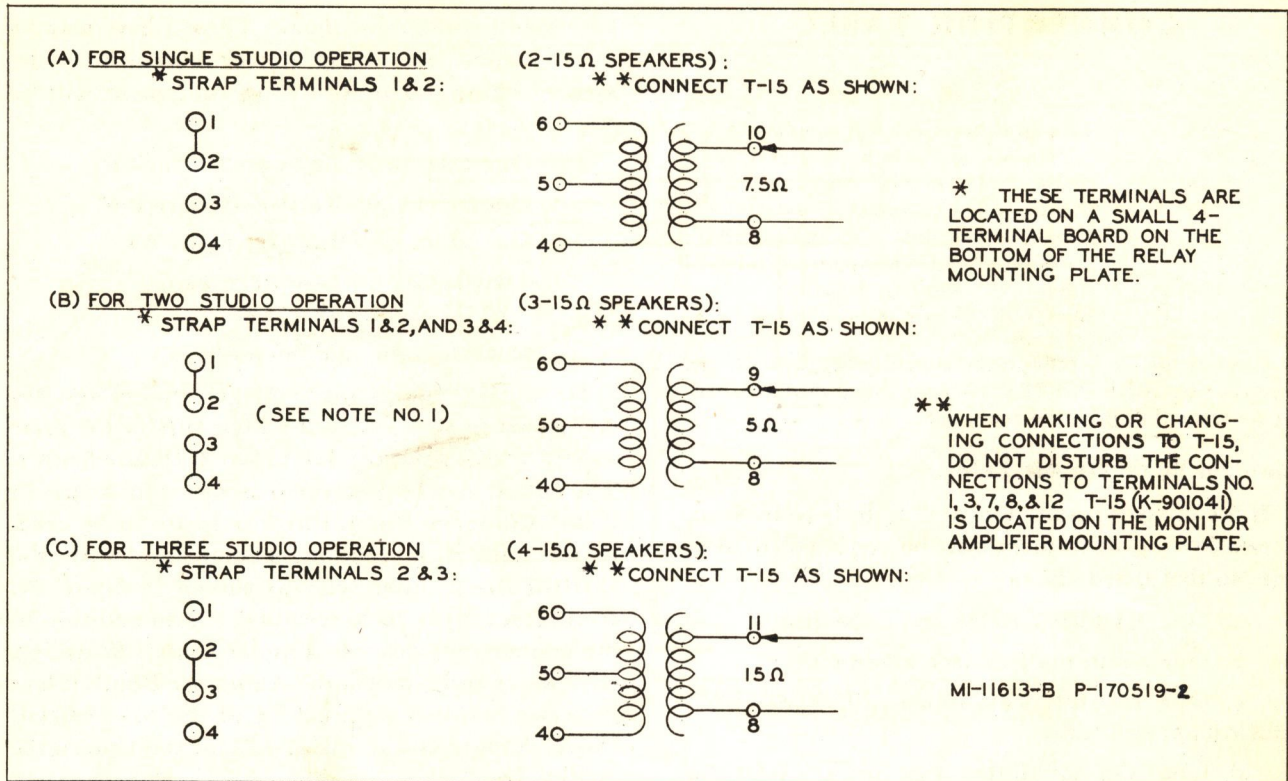 (A) FOR SINGLE STUDIO OPERATION
* STRAP TERMINALS 1 & 2:
1
2
3
4
(2-15Ω SPEAKERS):
* * CONNECT T-15 AS SHOWN:
6
5
4
10
7.5Ω
8
* THESE TERMINALS ARE
LOCATED ON A SMALL 4-
TERMINAL BOARD ON THE
BOTTOM OF THE RELAY
MOUNTING PLATE.
(B) FOR TWO STUDIO OPERATION
* STRAP TERMINALS 1 & 2, AND 3 & 4:
1
2
3
4
(SEE NOTE NO. 1)
(3-15Ω SPEAKERS):
* * CONNECT T-15 AS SHOWN:
6
5
4
9
5Ω
8
* *
WHEN MAKING OR CHANG-
ING CONNECTIONS TO T-15,
DO NOT DISTURB THE CON-
NECTIONS TO TERMINALS NO.
1, 3, 7, 8, & 12 T-15 (K-901041)
IS LOCATED ON THE MONITOR
AMPLIFIER MOUNTING PLATE.
(C) FOR THREE STUDIO OPERATION
* STRAP TERMINALS 2 & 3:
1
2
3
4
(4-15Ω SPEAKERS):
* * CONNECT T-15 AS SHOWN:
6
5
4
11
15Ω
8
MI-11613-B P-170519-2